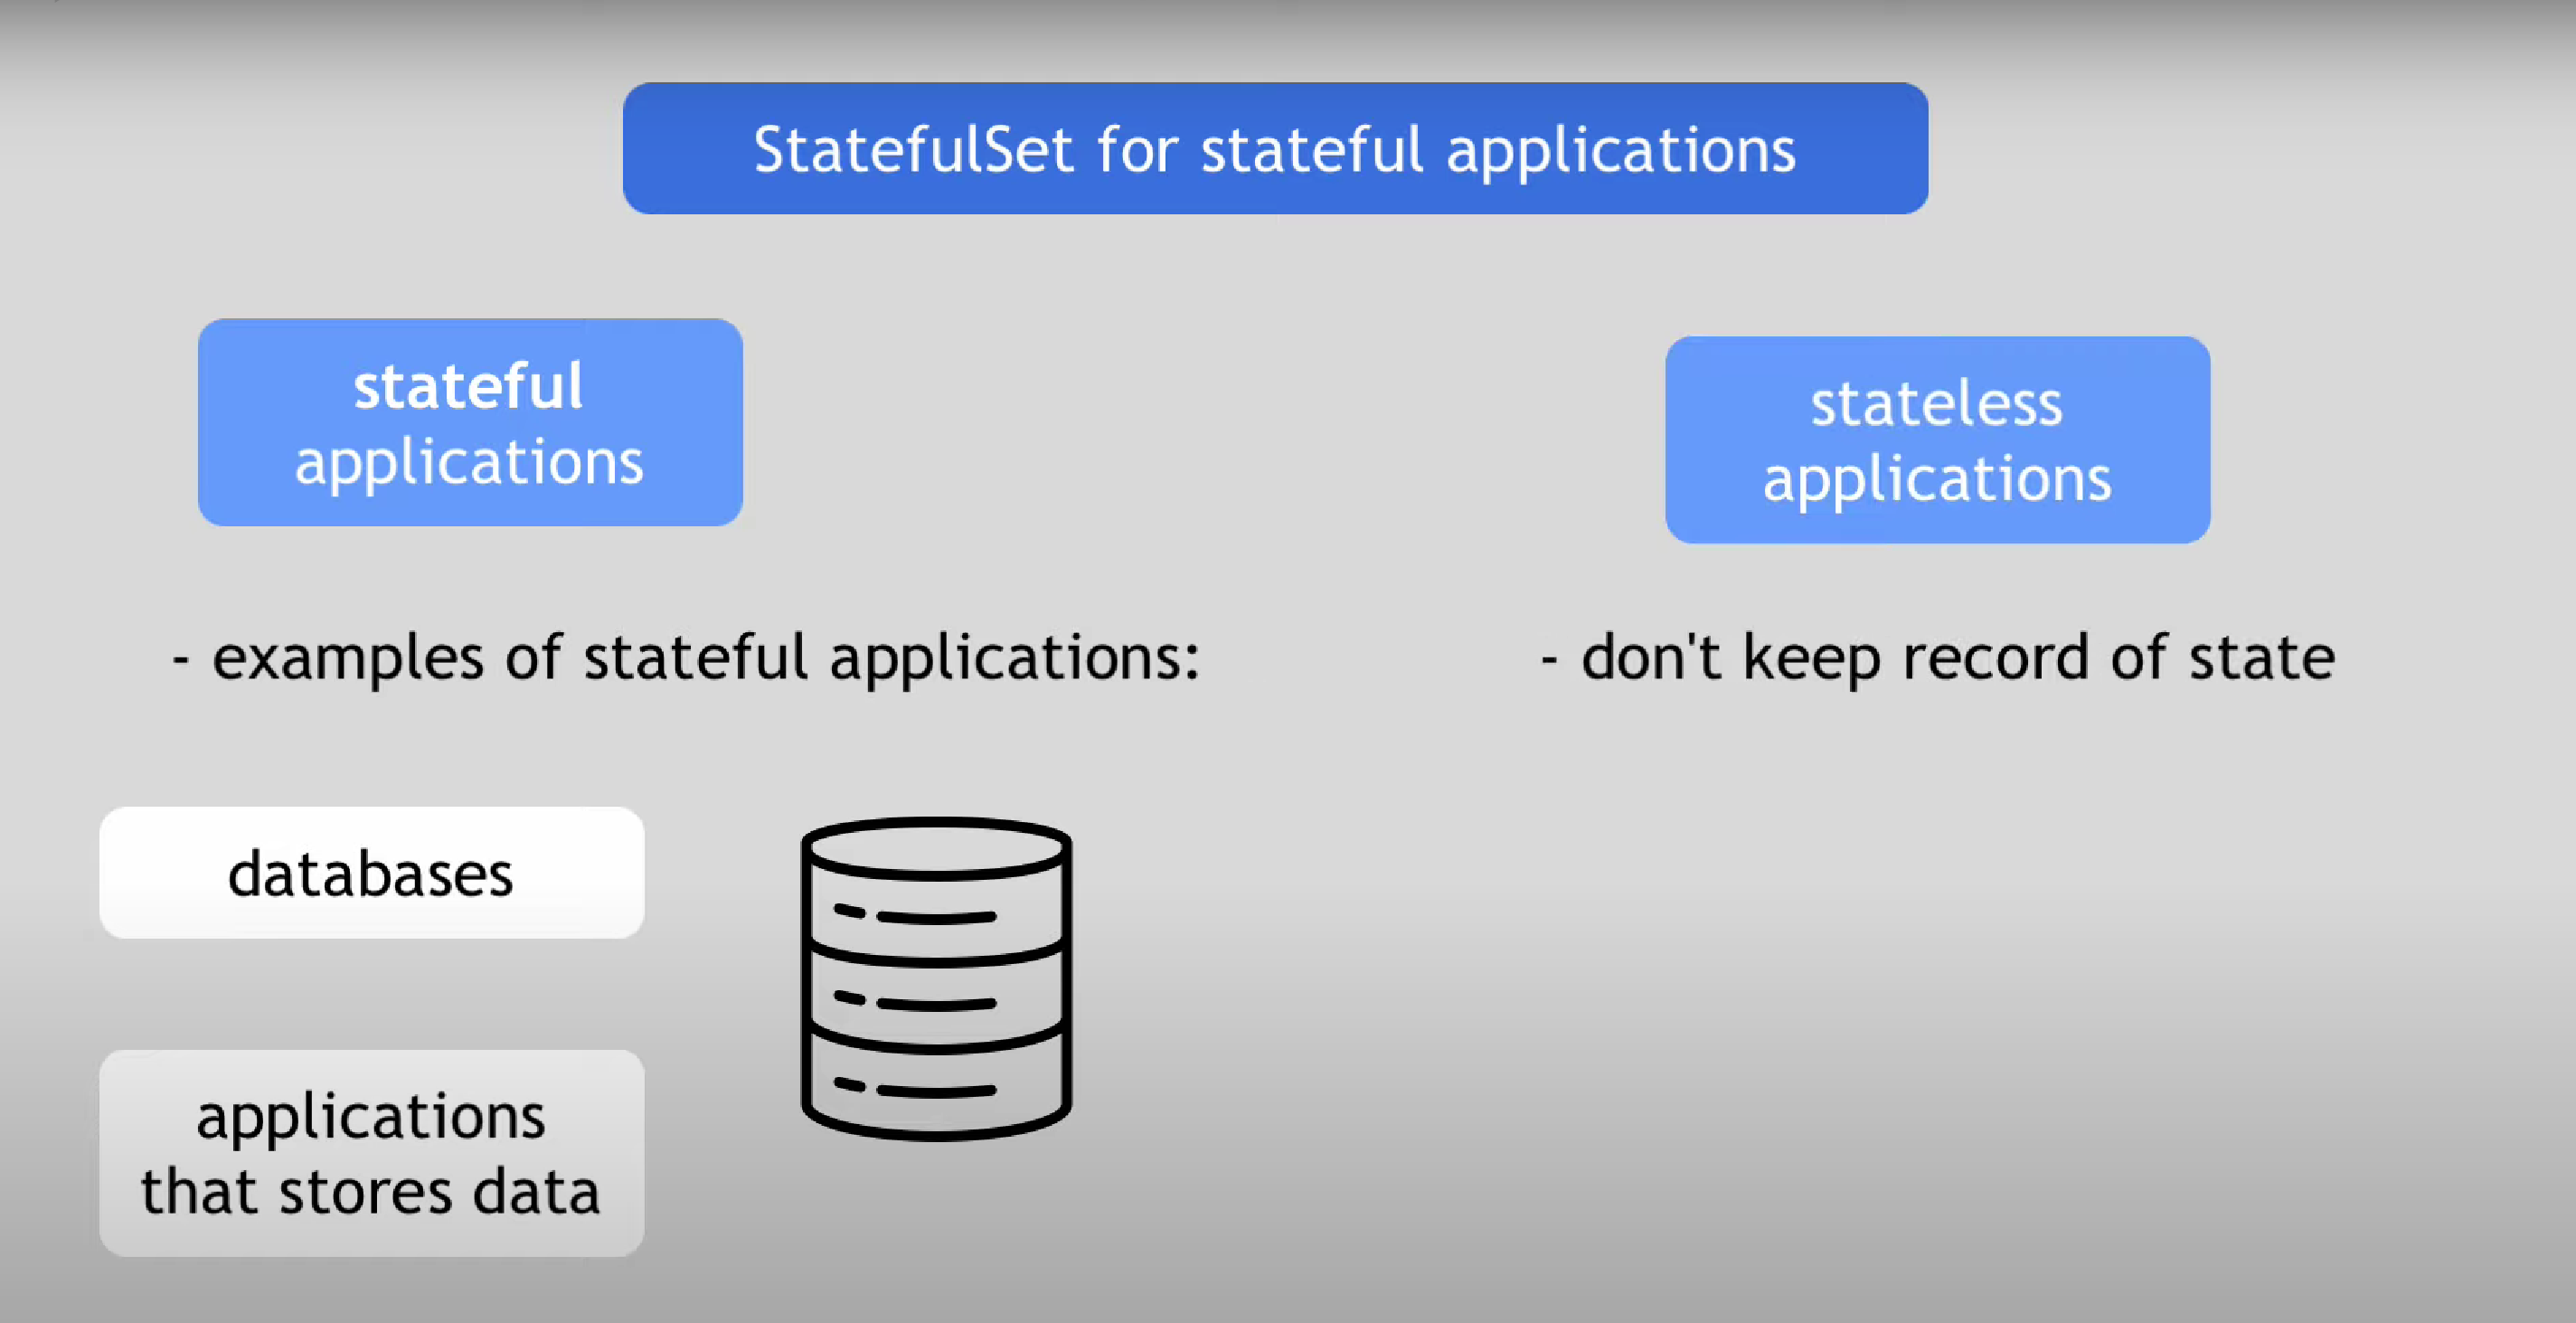 StatefulSet for stateful applications
stateful
applications
stateless
applications
- examples of stateful applications:
- don't keep record of state
databases
applications
that stores data